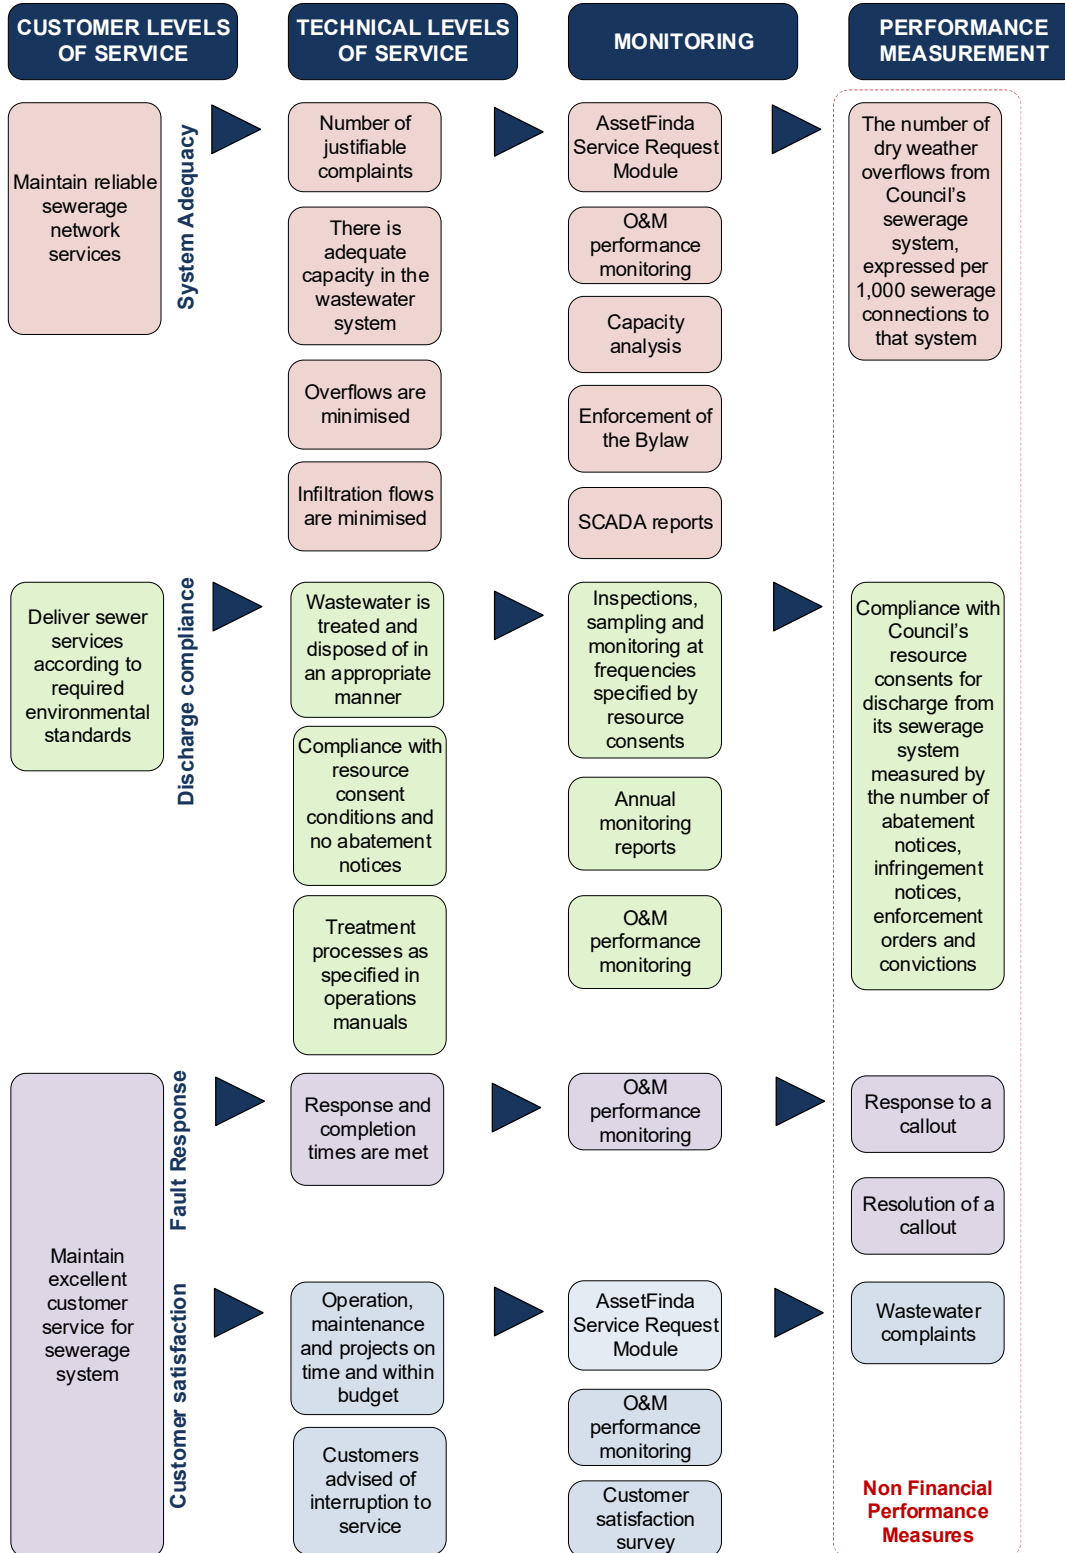 CUSTOMER LEVELS
OF SERVICE
TECHNICAL LEVELS
OF SERVICE
MONITORING
PERFORMANCE
MEASUREMENT
Maintain reliable
sewerage
network
services
System Adequacy
Number of
justifiable
complaints
There is
adequate
capacity in the
wastewater
system
Overflows are
minimised
Infiltration flows
are minimised
AssetFinda
Service Request
Module
O&M
performance
monitoring
Capacity
analysis
Enforcement of
the Bylaw
SCADA reports
The number of
dry weather
overflows from
Council’s
sewerage
system,
expressed per
1,000 sewerage
connections to
that system
Deliver sewer
services
according to
required
environmental
standards
Discharge compliance
Wastewater is
treated and
disposed of in
an appropriate
manner
Compliance with
resource
consent
conditions and
no abatement
notices
Treatment
processes as
specified in
operations
manuals
Inspections,
sampling and
monitoring at
frequencies
specified by
resource
consents
Annual
monitoring
reports
O&M
performance
monitoring
Compliance with
Council’s
resource
consents for
discharge from
its sewerage
system
measured by
the number of
abatement
notices,
infringement
notices,
enforcement
orders and
convictions
Maintain
excellent
customer
service for
sewerage
system
Fault Response
Response and
completion
times are met
O&M
performance
monitoring
Response to a
callout
Resolution of a
callout
Customer satisfaction
Operation,
maintenance
and projects on
time and within
budget
Customers
advised of
interruption to
service
AssetFinda
Service Request
Module
O&M
performance
monitoring
Customer
satisfaction
survey
Wastewater
complaints
Non Financial
Performance
Measures